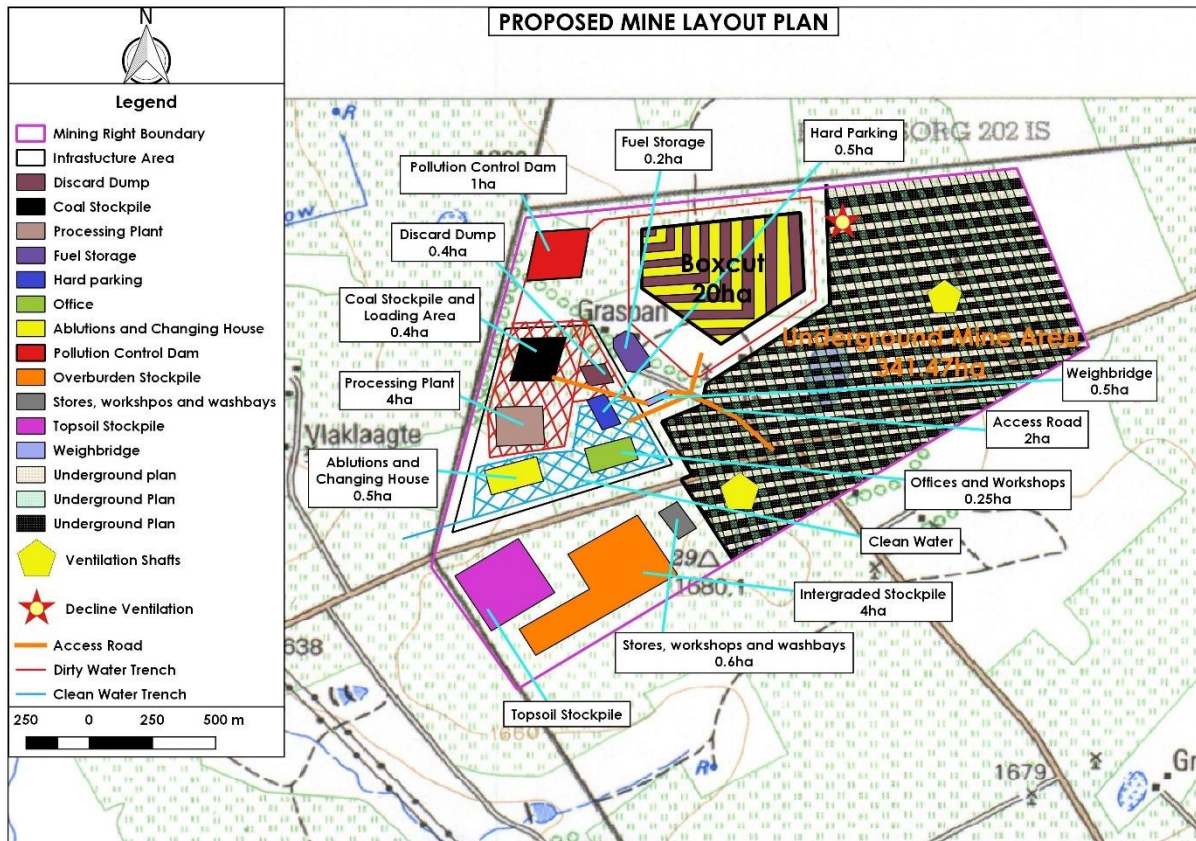 PROPOSED MINE LAYOUT PLAN
N
Legend
Mining Right Boundary
Infrastucture Area
Discard Dump
Coal Stockpile
Processing Plant
Fuel Storage
Hard parking
Office
Ablutions and Changing House
Pollution Control Dam
Overburden Stockpile
Stores, workshpos and washbays
Topsoil Stockpile
Weighbridge
Underground plan
Underground Plan
Underground Plan
Ventilation Shafts
Decline Ventilation
Access Road
Dirty Water Trench
Clean Water Trench
250 0 250 500 m
R
ORG 202 IS
Fuel Storage
0.2ha
Hard Parking
0.5ha
Pollution Control Dam
1ha
Discard Dump
0.4ha
Boxcut
20ha
Coal Stockpile and
Loading Area
0.4ha
Graspan
Underground Mine Area
341.47ha
Processing Plant
4ha
Weighbridge
0.5ha
Vlaklaagte
Access Road
2ha
Ablutions and
Changing House
0.5ha
Offices and Workshops
0.25ha
Clean Water
29
1680,1
Intergraded Stockpile
4ha
638
Stores, workshops and washbays
0.6ha
Topsoil Stockpile
1660
R
1679
Gr